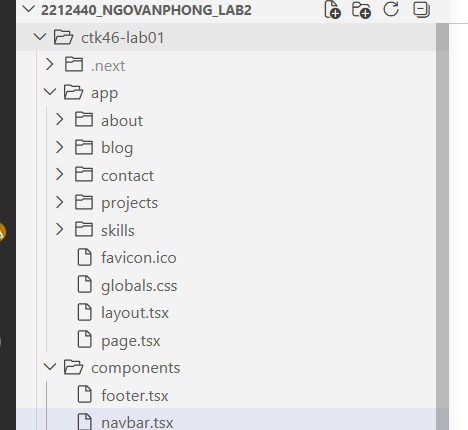 2212440_NGOVANPHONG_LAB2
ctk46-lab01
.next
app
about
blog
contact
projects
skills
favicon.ico
globals.css
layout.tsx
page.tsx
components
footer.tsx
navbar.tsx